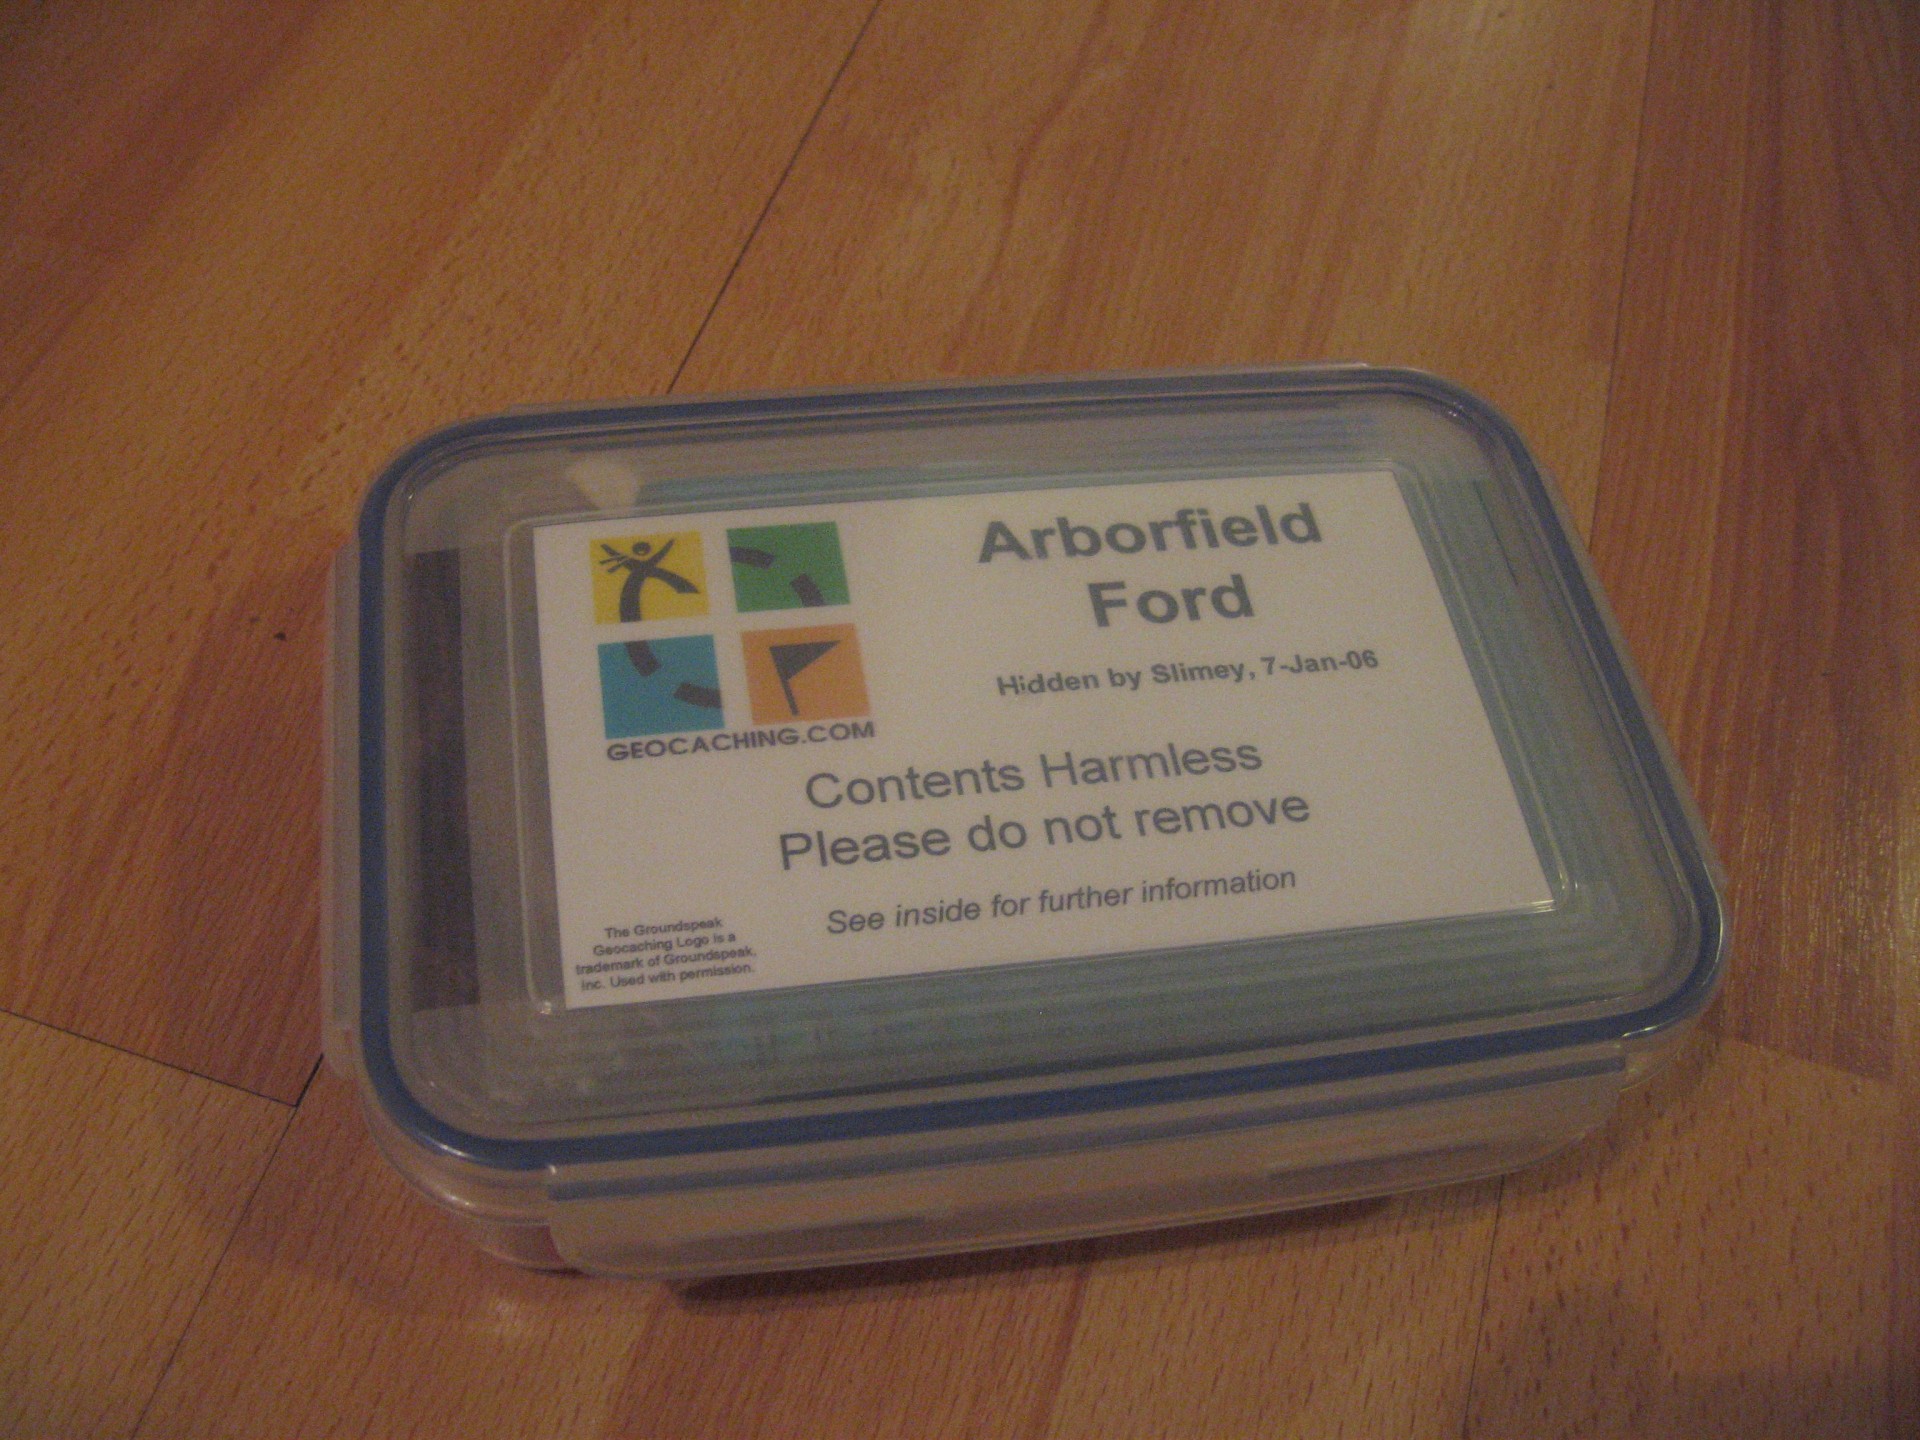 Arborfield
Ford
Hidden by Slimey, 7-Jan-06
GEOCACHING.COM
Contents Harmless
Please do not remove
See inside for further information
The Groundspeak
Geocaching Logo is a
trademark of Groundspeak,
Inc. Used with permission.